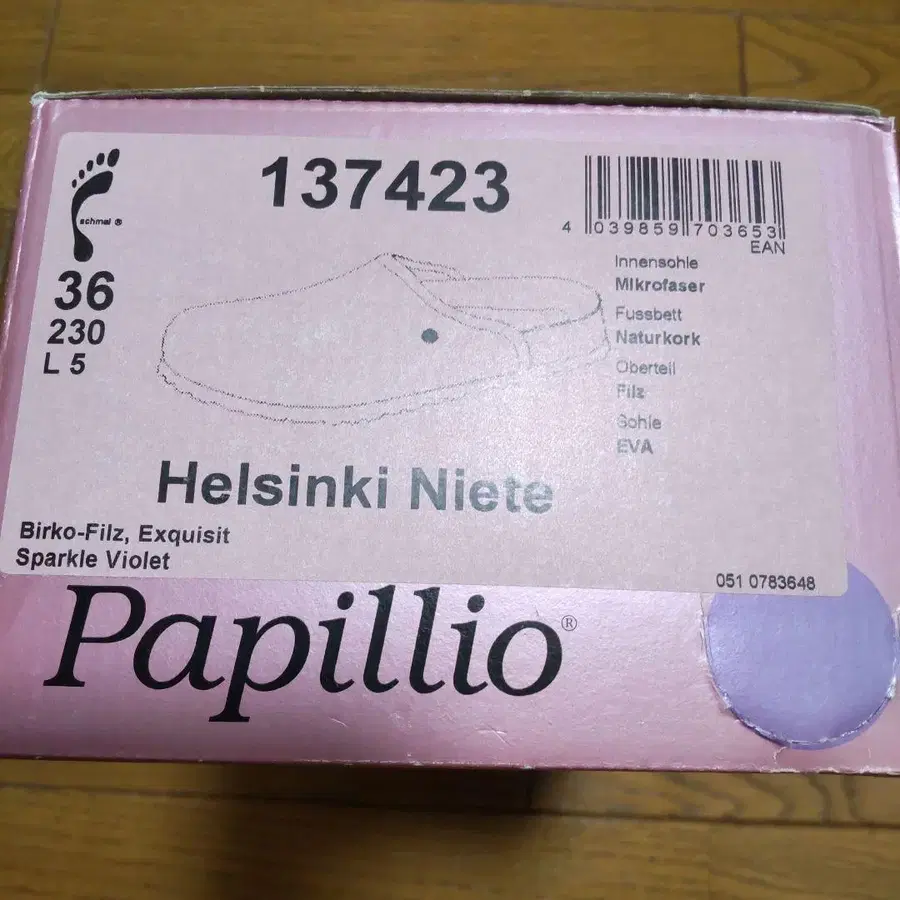 137423
schmal ®
36
230
L 5
4 039859 703653
EAN
Innensohle
Mikrofaser
Fussbett
Naturkork
Oberteil
Filz
Sohle
EVA
Helsinki Niete
Birko-Filz, Exquisit
Sparkle Violet
051 0783648
Papillio®